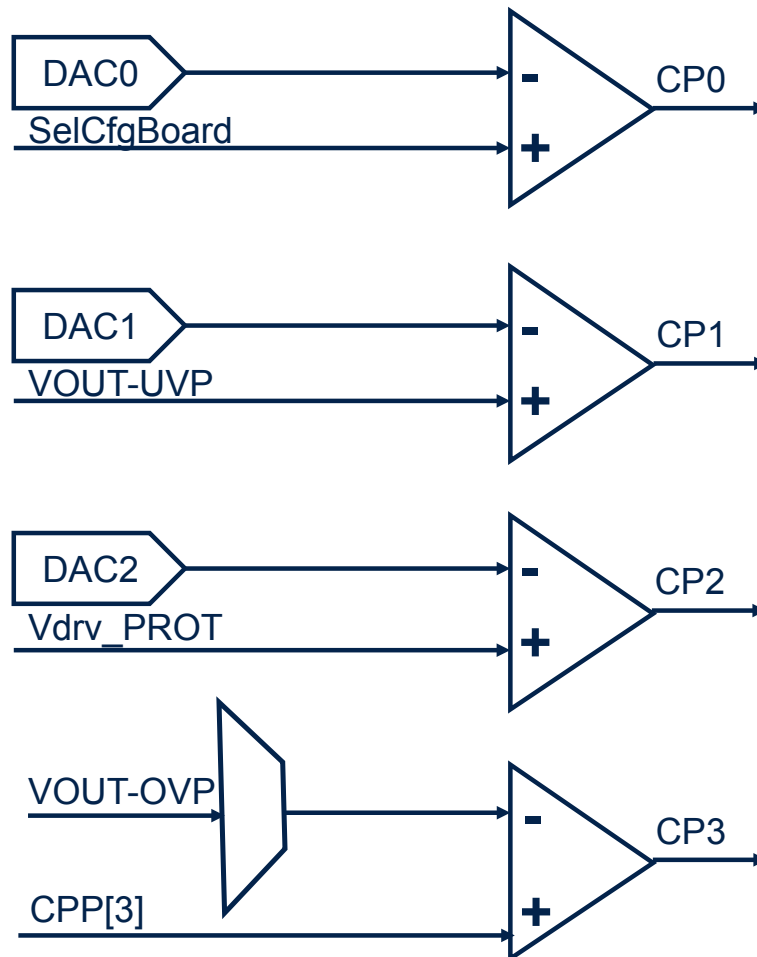 DAC0
-
CP0
SelCfgBoard
+
DAC1
-
CP1
VOUT-UVP
+
DAC2
-
CP2
Vdrv_PROT
+
VOUT-OVP
-
CP3
CPP[3]
+